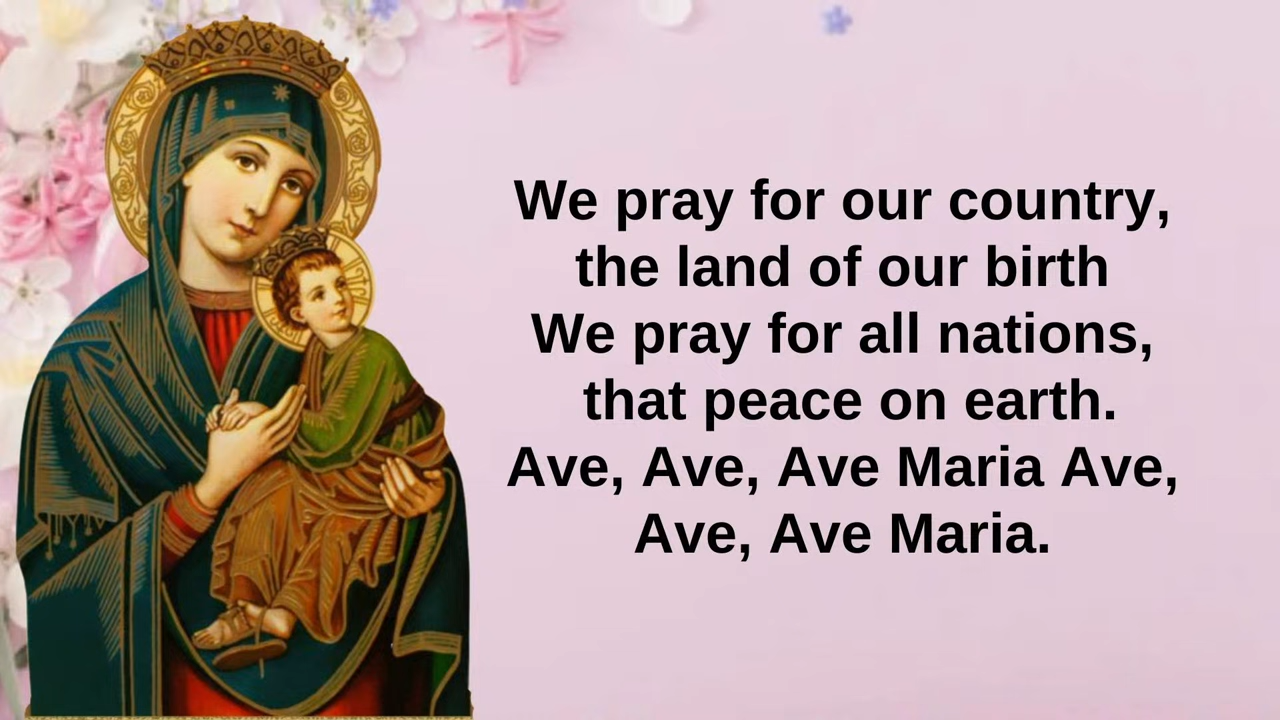 We pray for our country,
the land of our birth
We pray for all nations,
that peace on earth.
Ave, Ave, Ave Maria Ave,
Ave, Ave Maria.